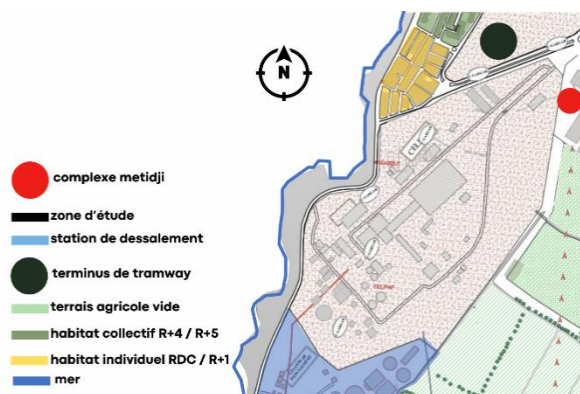 N
complexe metidji
zone d'étude
station de dessalement
terminus de tramway
terrais agricole vide
habitat collectif R+4 / R+5
habitat individuel RDC / R+1
mer